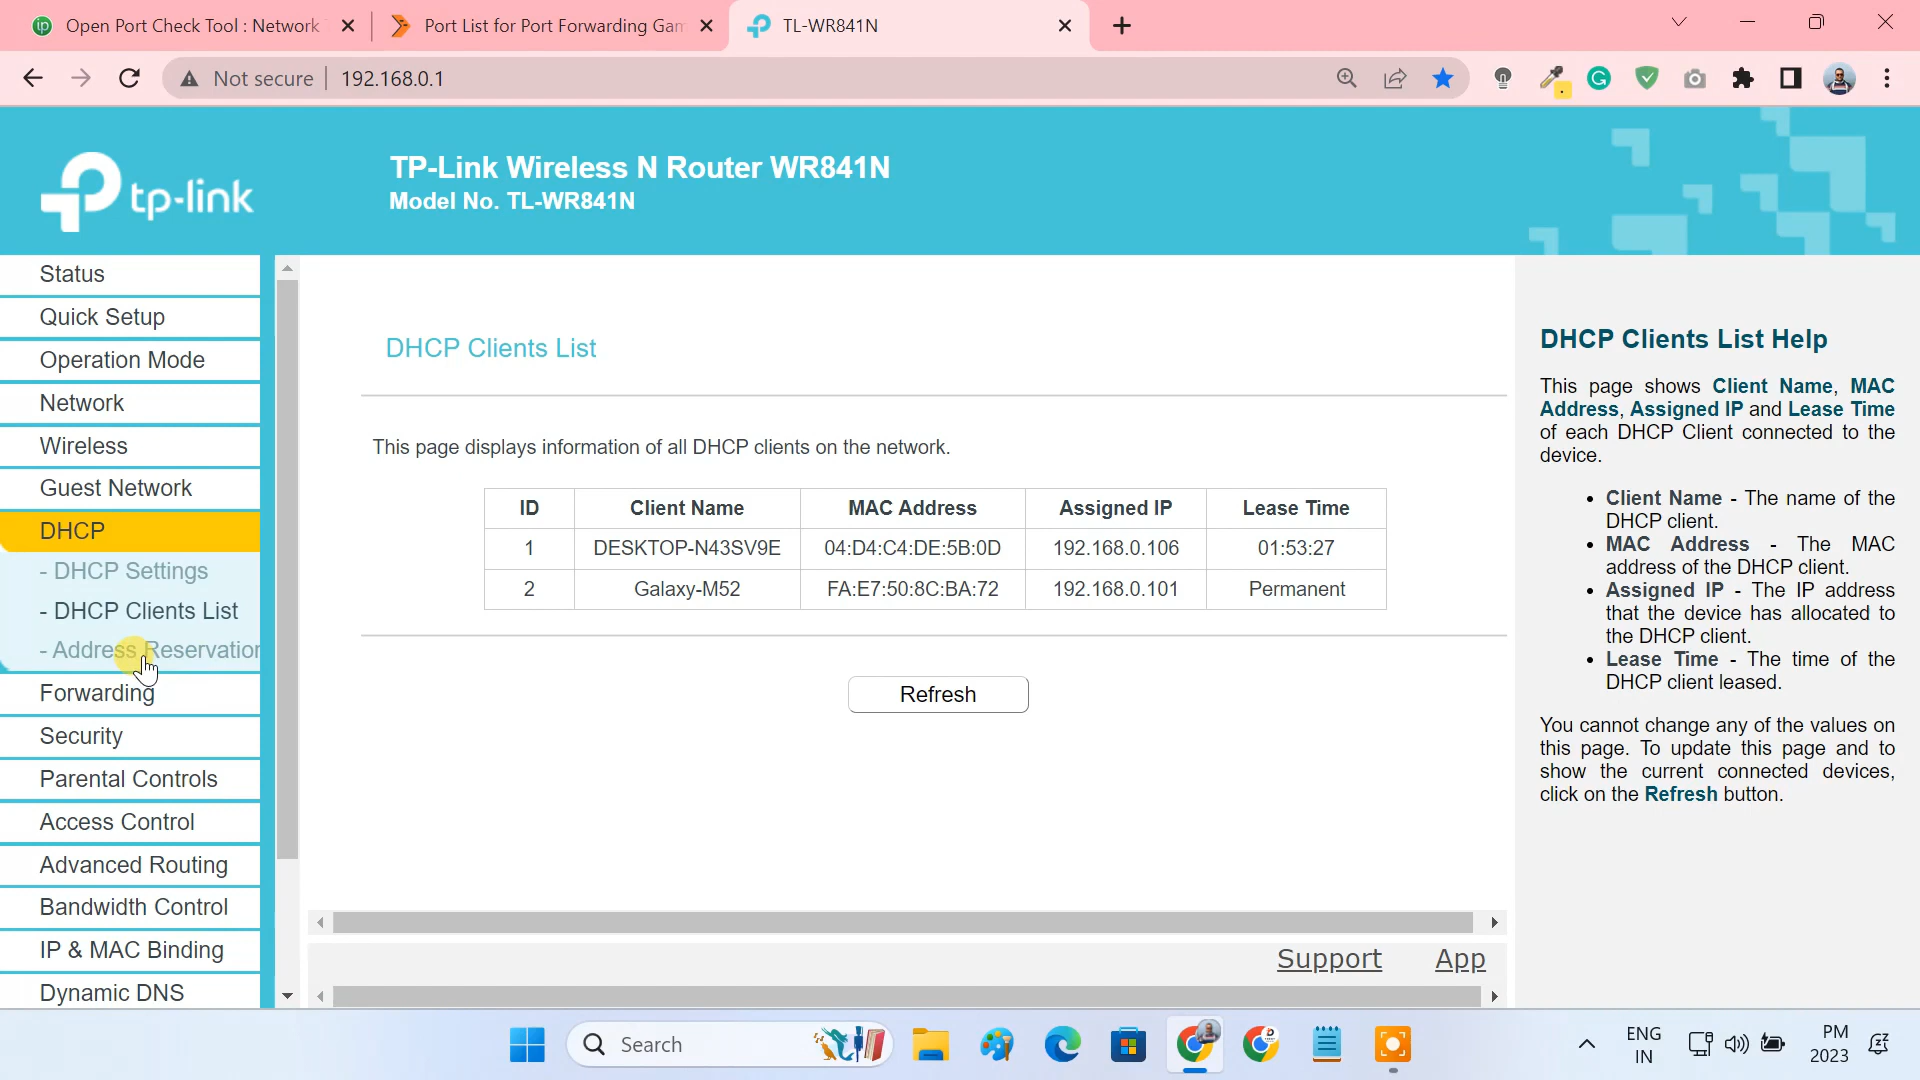 Open Port Check Tool : Network
Port List for Port Forwarding Gam
TL-WR841N
Not secure
192.168.0.1
tp-link
TP-Link Wireless N Router WR841N
Model No. TL-WR841N
Status
Quick Setup
Operation Mode
Network
Wireless
Guest Network
DHCP
- DHCP Settings
- DHCP Clients List
- Address Reservation
Forwarding
Security
Parental Controls
Access Control
Advanced Routing
Bandwidth Control
IP & MAC Binding
Dynamic DNS
DHCP Clients List
This page displays information of all DHCP clients on the network.
ID Client Name MAC Address Assigned IP Lease Time
1 DESKTOP-N43SV9E 04:D4:C4:DE:5B:0D 192.168.0.106 01:53:27
2 Galaxy-M52 FA:E7:50:8C:BA:72 192.168.0.101 Permanent
Refresh
Support App
DHCP Clients List Help
This page shows Client Name, MAC
Address, Assigned IP and Lease Time
of each DHCP Client connected to the
device.
• Client Name - The name of the
DHCP client.
• MAC Address - The MAC
address of the DHCP client.
• Assigned IP - The IP address
that the device has allocated to
the DHCP client.
• Lease Time - The time of the
DHCP client leased.
You cannot change any of the values on
this page. To update this page and to
show the current connected devices,
click on the Refresh button.
Search
ENG
IN
PM
2023